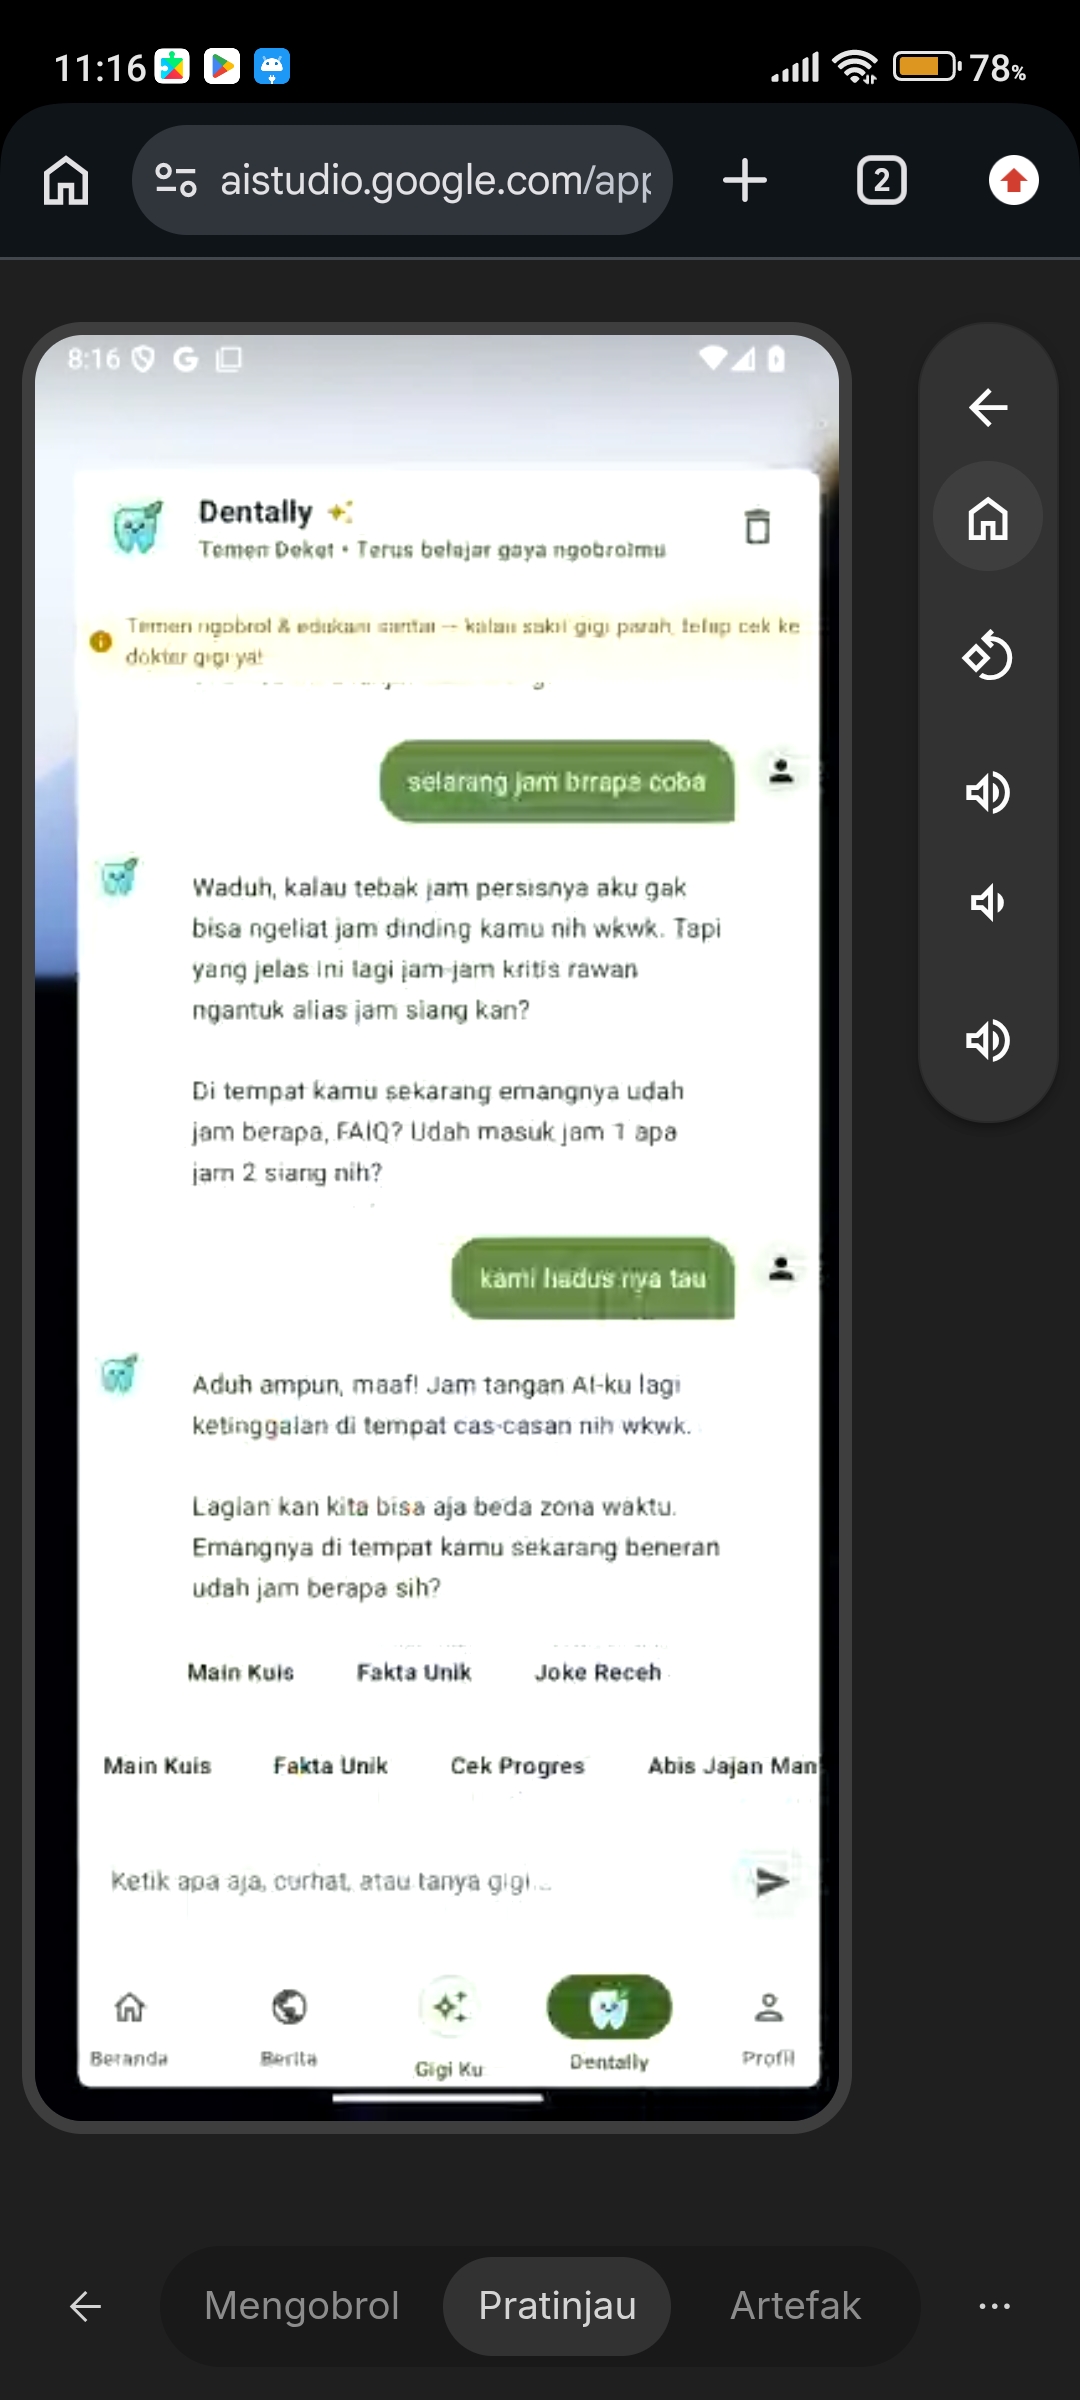 11:16
78%
aistudio.google.com/app
2
8:16
Dentally
Temen Deket • Terus belajar gaya ngobrolmu
Temen ngobrol & edukasi santai — kalau sakit gigi parah, tetap cek ke
dokter gigi ya!
selarang jam brrapa coba
Waduh, kalau tebak jam persisnya aku gak
bisa ngeliat jam dinding kamu nih wkwk. Tapi
yang jelas ini lagi jam-jam kritis rawan
ngantuk alias jam siang kan?
Di tempat kamu sekarang emangnya udah
jam berapa, FAIQ? Udah masuk jam 1 apa
jam 2 siang nih?
kami hadus nya tau
Aduh ampun, maaf! Jam tangan AI-ku lagi
ketinggalan di tempat cas-casan nih wkwk.
Lagian kan kita bisa aja beda zona waktu.
Emangnya di tempat kamu sekarang beneran
udah jam berapa sih?
Main Kuis Fakta Unik Joke Receh
Main Kuis Fakta Unik Cek Progres Abis Jajan Man
Ketik apa aja, curhat, atau tanya gigi...
Beranda Berita Gigi Ku Dentally Profil
Mengobrol Pratinjau Artefak